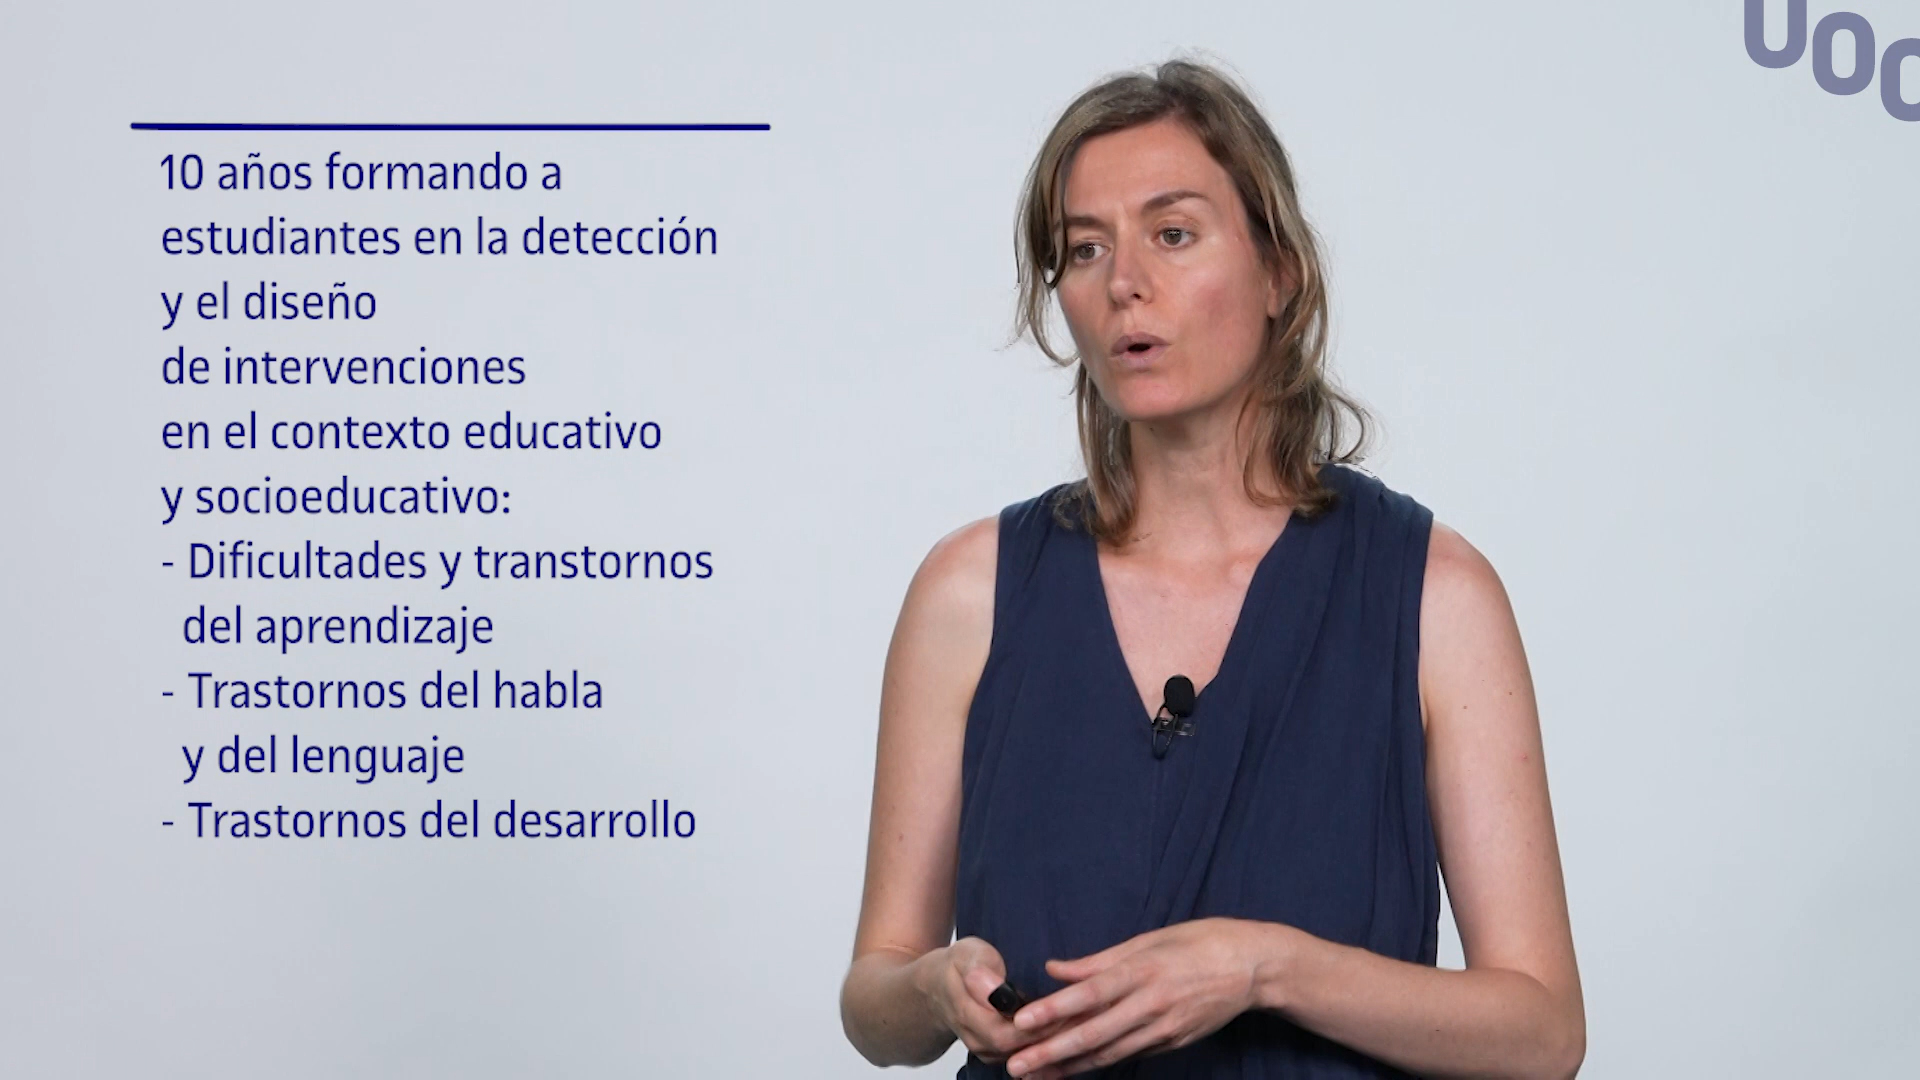 UOC
10 años formando a
estudiantes en la detección
y el diseño
de intervenciones
en el contexto educativo
y socioeducativo:
- Dificultades y transtornos
del aprendizaje
- Trastornos del habla
y del lenguaje
- Trastornos del desarrollo